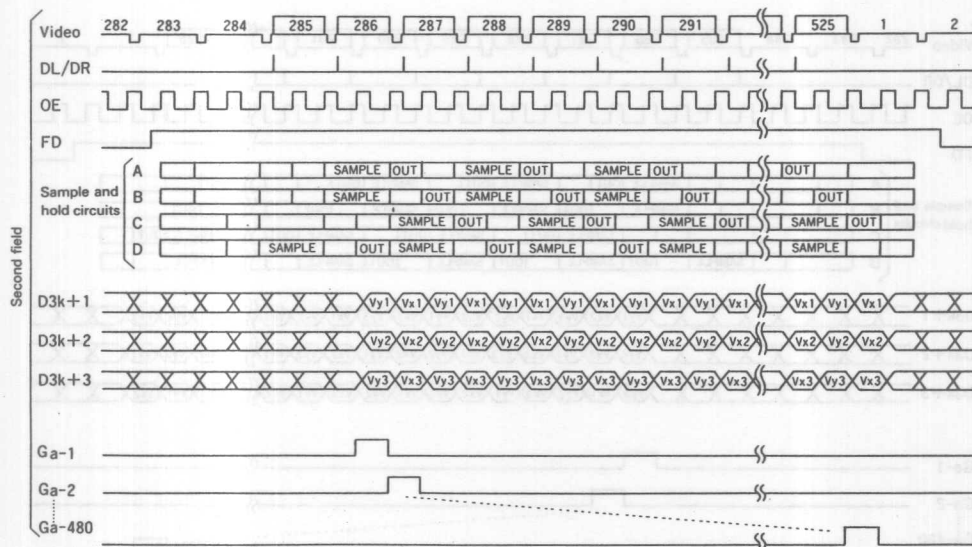 282 283 284 285 286 287 288 289 290 291 525 1 2
Video
DL/DR
OE
FD
A SAMPLE OUT SAMPLE OUT SAMPLE OUT OUT
Sample and hold circuits
B SAMPLE OUT SAMPLE OUT SAMPLE OUT OUT
C SAMPLE OUT SAMPLE OUT SAMPLE OUT SAMPLE OUT
D SAMPLE OUT SAMPLE OUT SAMPLE OUT SAMPLE OUT SAMPLE
Second field
D3k+1 Vy1 Vx1 Vy1 Vx1 Vy1 Vx1 Vy1 Vx1 Vy1 Vx1 Vy1 Vx1 Vx1 Vy1 Vx1
D3k+2 Vy2 Vx2 Vy2 Vx2 Vy2 Vx2 Vy2 Vx2 Vy2 Vx2 Vy2 Vx2 Vx2 Vy2 Vx2
D3k+3 Vy3 Vx3 Vy3 Vx3 Vy3 Vx3 Vy3 Vx3 Vy3 Vx3 Vy3 Vx3 Vx3 Vy3 Vx3
Ga-1
Ga-2
Ga-480